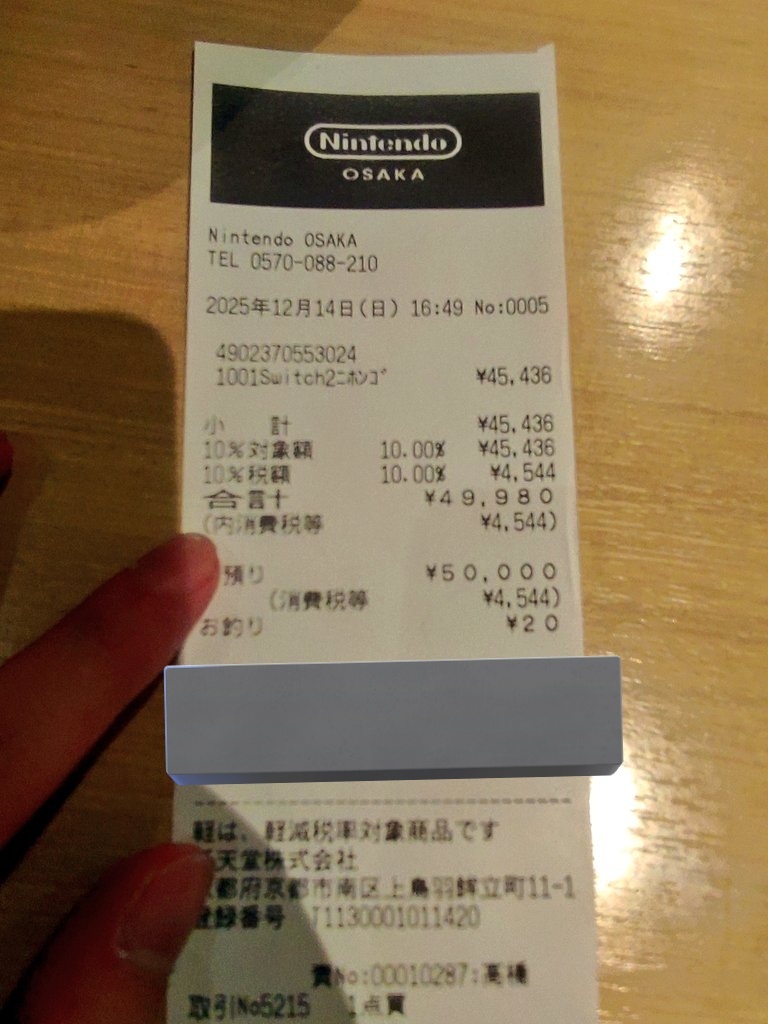 Nintendo
OSAKA
Nintendo OSAKA
TEL 0570-088-210
2025年12月14日(日) 16:49 No:0005
4902370553024
1001Switch2ﾆﾎﾝｺﾞ ¥45,436
小 計 ¥45,436
10%対象額 10.00% ¥45,436
10%税額 10.00% ¥4,544
合計 ¥49,980
(内消費税等 ¥4,544)
預り ¥50,000
(消費税等 ¥4,544)
お釣り ¥20
軽は、軽減税率対象商品です
天堂株式会社
都府京都市南区上鳥羽鉾立町11-1
登録番号 T1130001011420
責No:00010287:高橋
取引No5215 1点買